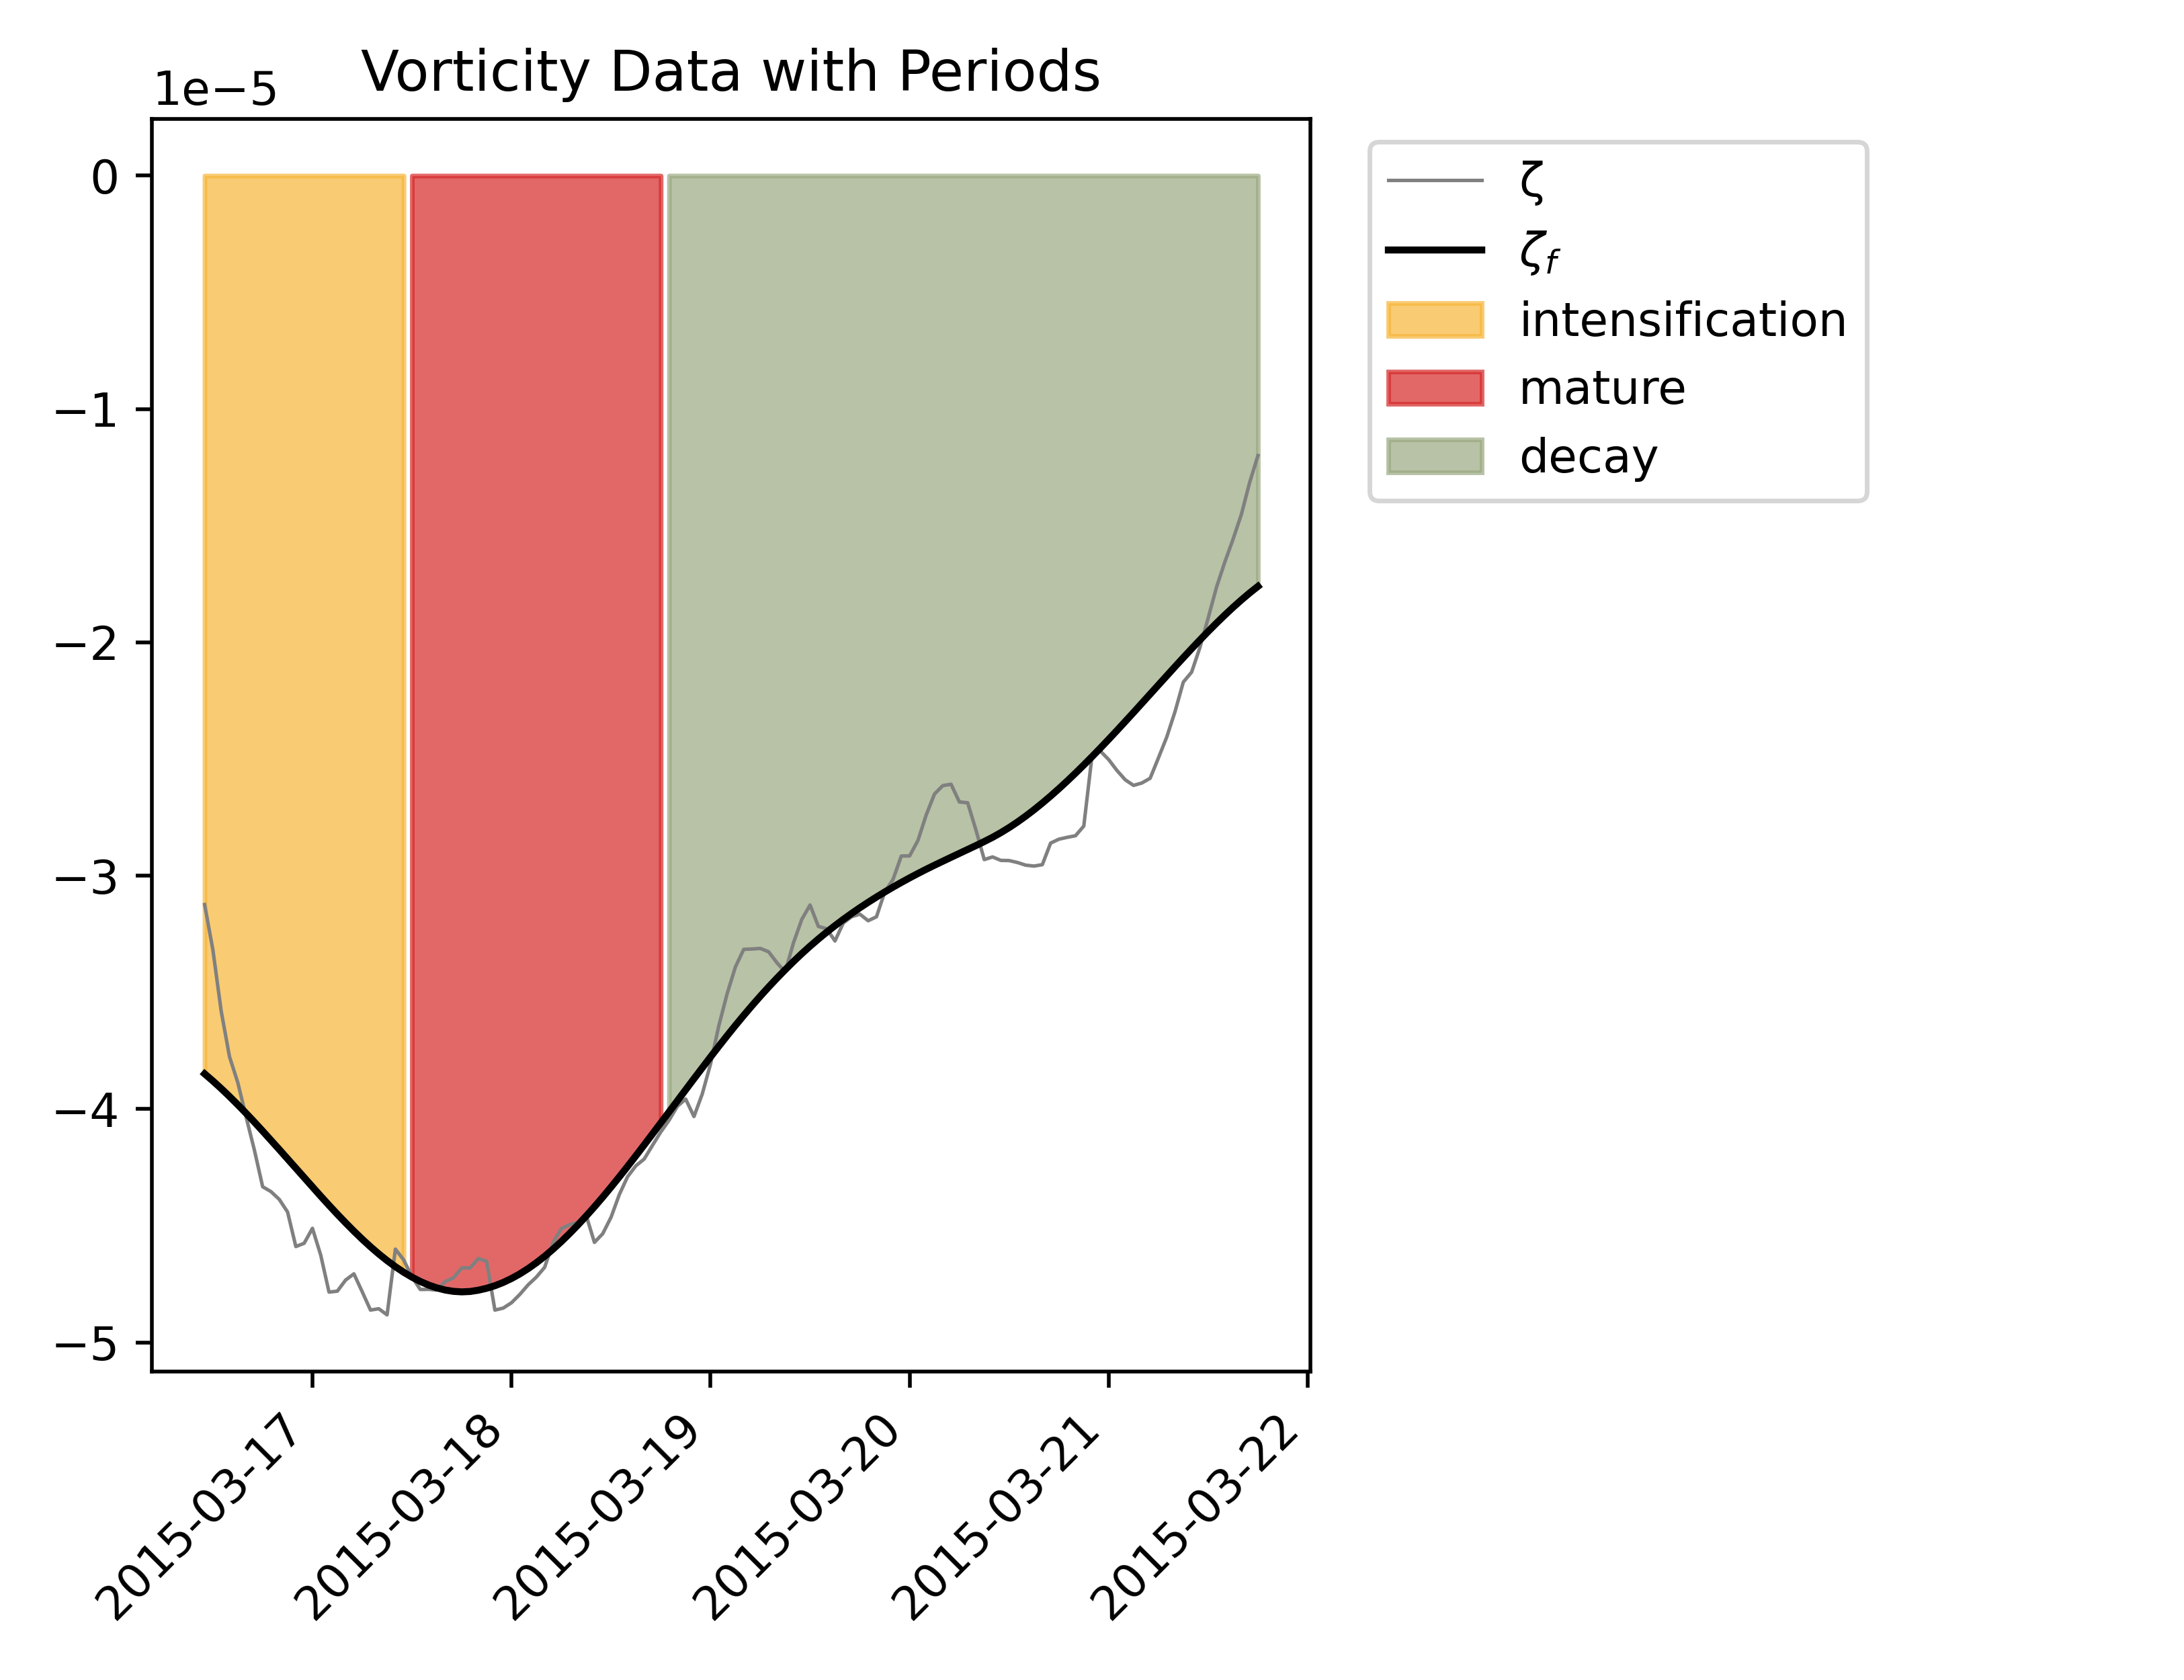 Vorticity Data with Periods
1e−5
0
−1
−2
−3
−4
−5
2015-03-17
2015-03-18
2015-03-19
2015-03-20
2015-03-21
2015-03-22
ζ
ζf
intensification
mature
decay